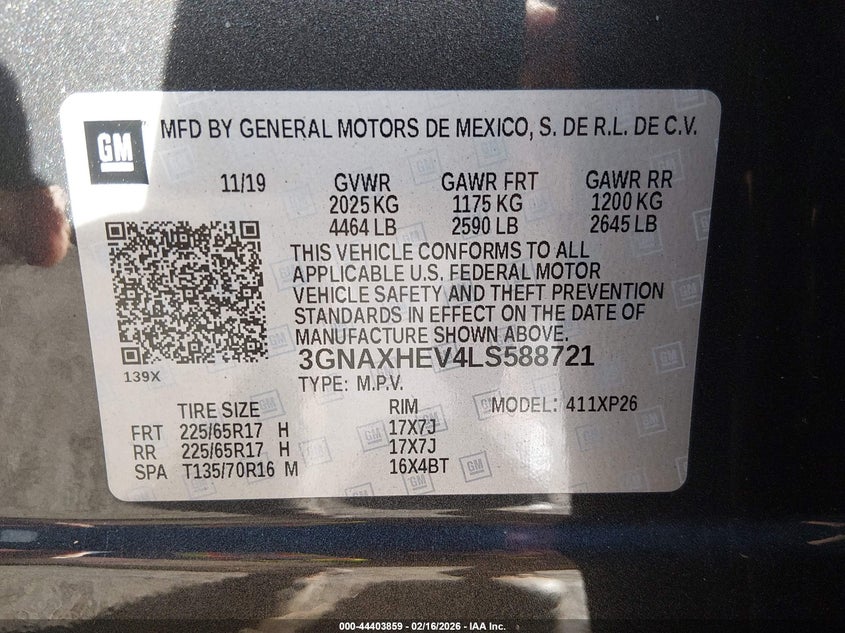 GM
MFD BY GENERAL MOTORS DE MEXICO, S. DE R.L. DE C.V.
11/19 GVWR GAWR FRT GAWR RR
2025 KG 1175 KG 1200 KG
4464 LB 2590 LB 2645 LB
THIS VEHICLE CONFORMS TO ALL
APPLICABLE U.S. FEDERAL MOTOR
VEHICLE SAFETY AND THEFT PREVENTION
STANDARDS IN EFFECT ON THE DATE OF
MANUFACTURE SHOWN ABOVE.
3GNAXHEV4LS588721
139X
TYPE: M.P.V.
TIRE SIZE RIM MODEL: 411XP26
FRT 225/65R17 H 17X7J
RR 225/65R17 H 17X7J
SPA T135/70R16 M 16X4BT
000-44403859 - 02/16/2026 - IAA Inc.